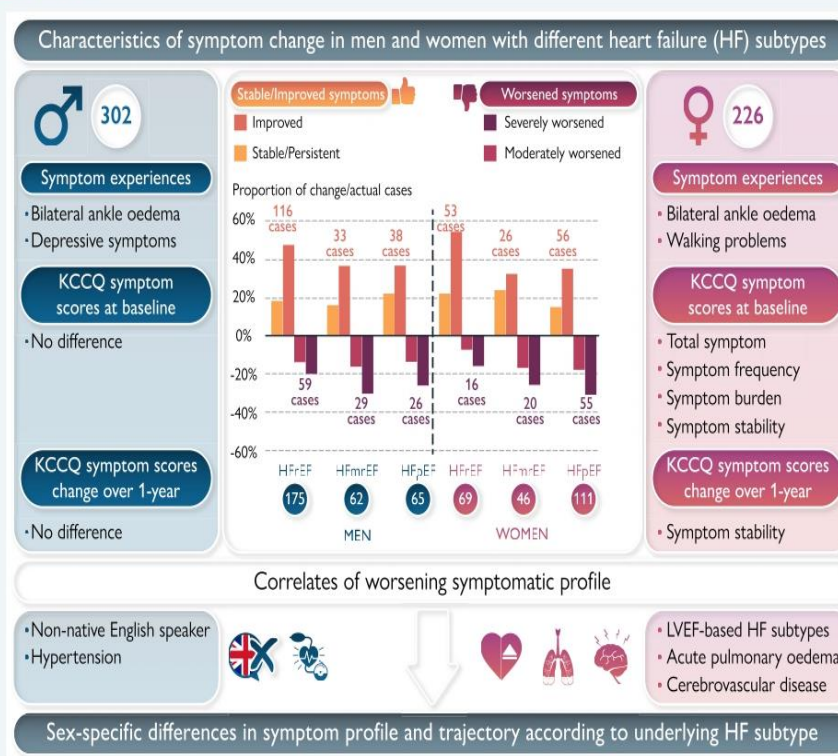 Characteristics of symptom change in men and women with different heart failure (HF) subtypes
302
Symptom experiences
• Bilateral ankle oedema
• Depressive symptoms
KCCQ symptom
scores at baseline
• No difference
KCCQ symptom scores
change over 1-year
• No difference
Stable/Improved symptoms
Improved
Stable/Persistent
Worsened symptoms
Severely worsened
Moderately worsened
Proportion of change/actual cases
60%
40%
20%
0%
-20%
-40%
-60%
116
cases
33
cases
38
cases
53
cases
26
cases
56
cases
59
cases
29
cases
26
cases
16
cases
20
cases
55
cases
HFrEF
HFmrEF
HFpEF
HFrEF
HFmrEF
HFpEF
175
62
65
69
46
111
MEN
WOMEN
226
Symptom experiences
• Bilateral ankle oedema
• Walking problems
KCCQ symptom
scores at baseline
• Total symptom
• Symptom frequency
• Symptom burden
• Symptom stability
KCCQ symptom scores
change over 1-year
• Symptom stability
Correlates of worsening symptomatic profile
• Non-native English speaker
• Hypertension
• LVEF-based HF subtypes
• Acute pulmonary oedema
• Cerebrovascular disease
Sex-specific differences in symptom profile and trajectory according to underlying HF subtype